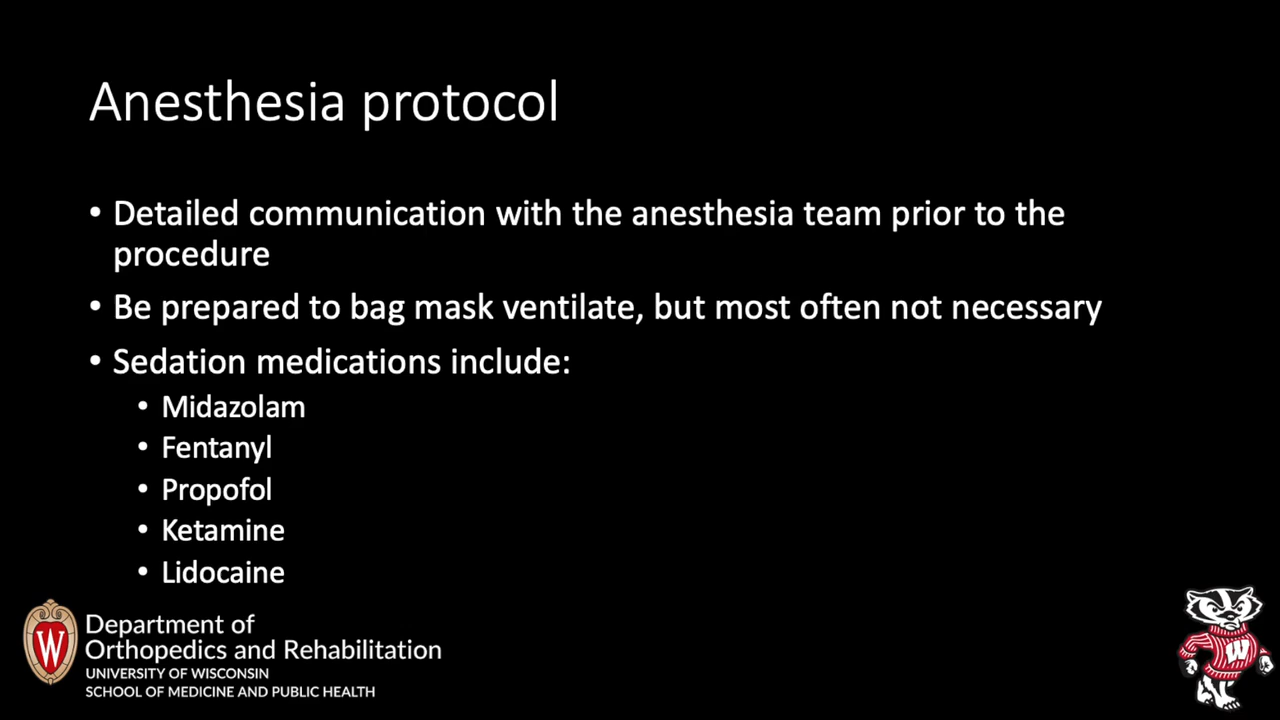 Anesthesia protocol
• Detailed communication with the anesthesia team prior to the
procedure
• Be prepared to bag mask ventilate, but most often not necessary
• Sedation medications include:
• Midazolam
• Fentanyl
• Propofol
• Ketamine
• Lidocaine
W
Department of
Orthopedics and Rehabilitation
UNIVERSITY OF WISCONSIN
SCHOOL OF MEDICINE AND PUBLIC HEALTH
W